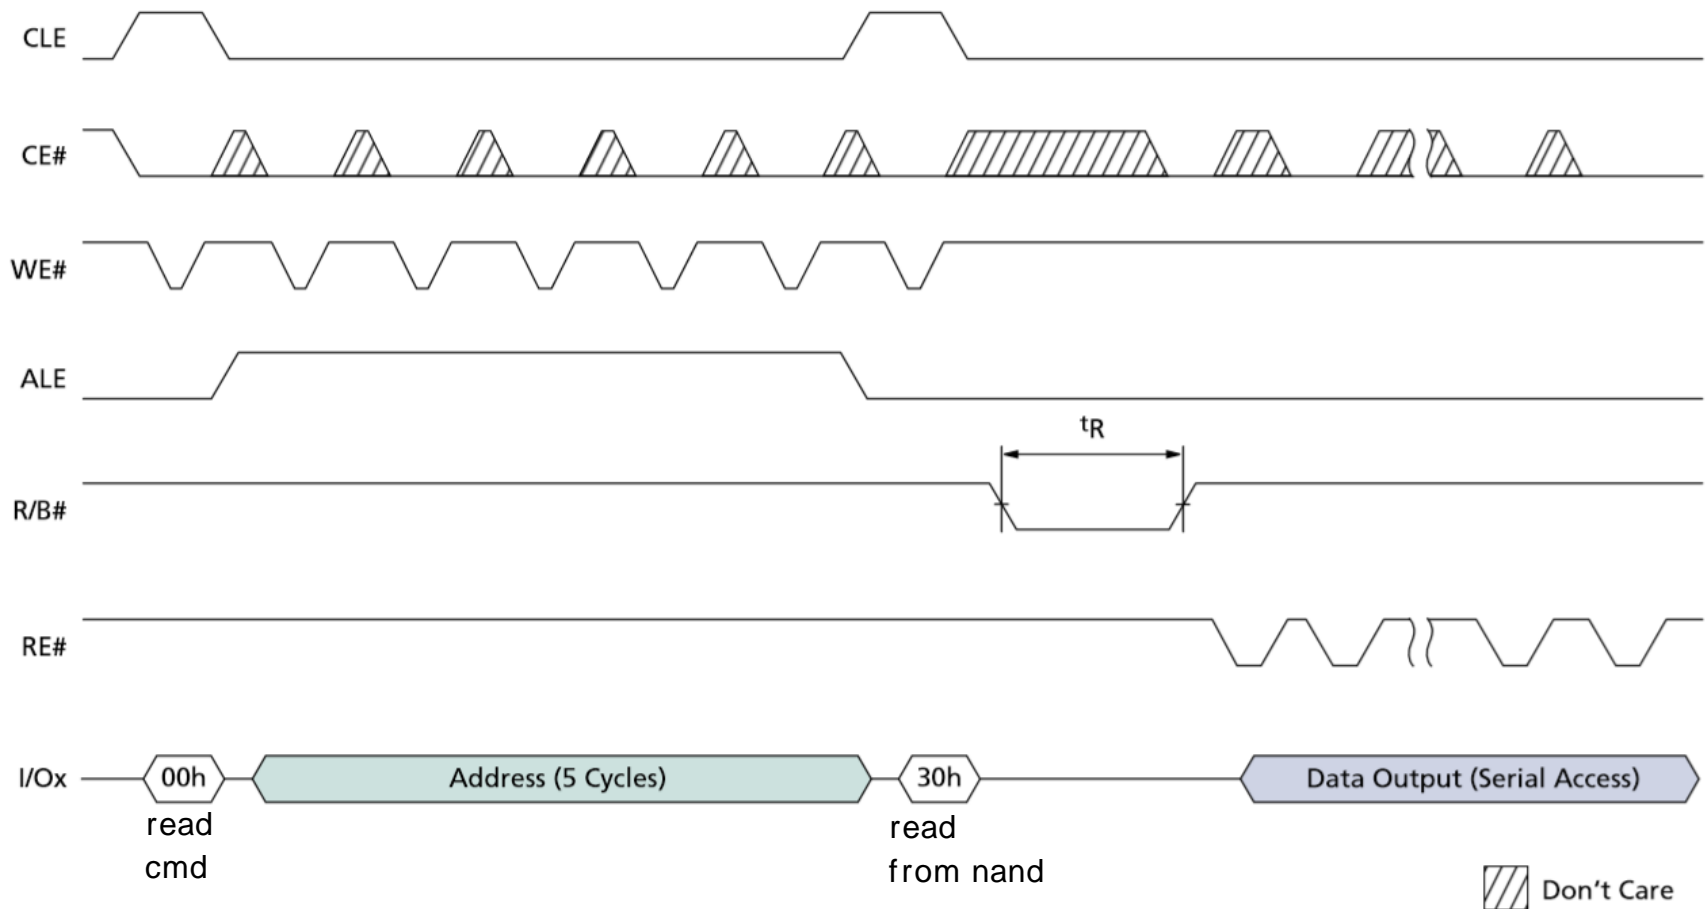 CLE
CE#
WE#
ALE
tR
R/B#
RE#
I/Ox
00h
Address (5 Cycles)
30h
Data Output (Serial Access)
read
cmd
read
from nand
Don't Care